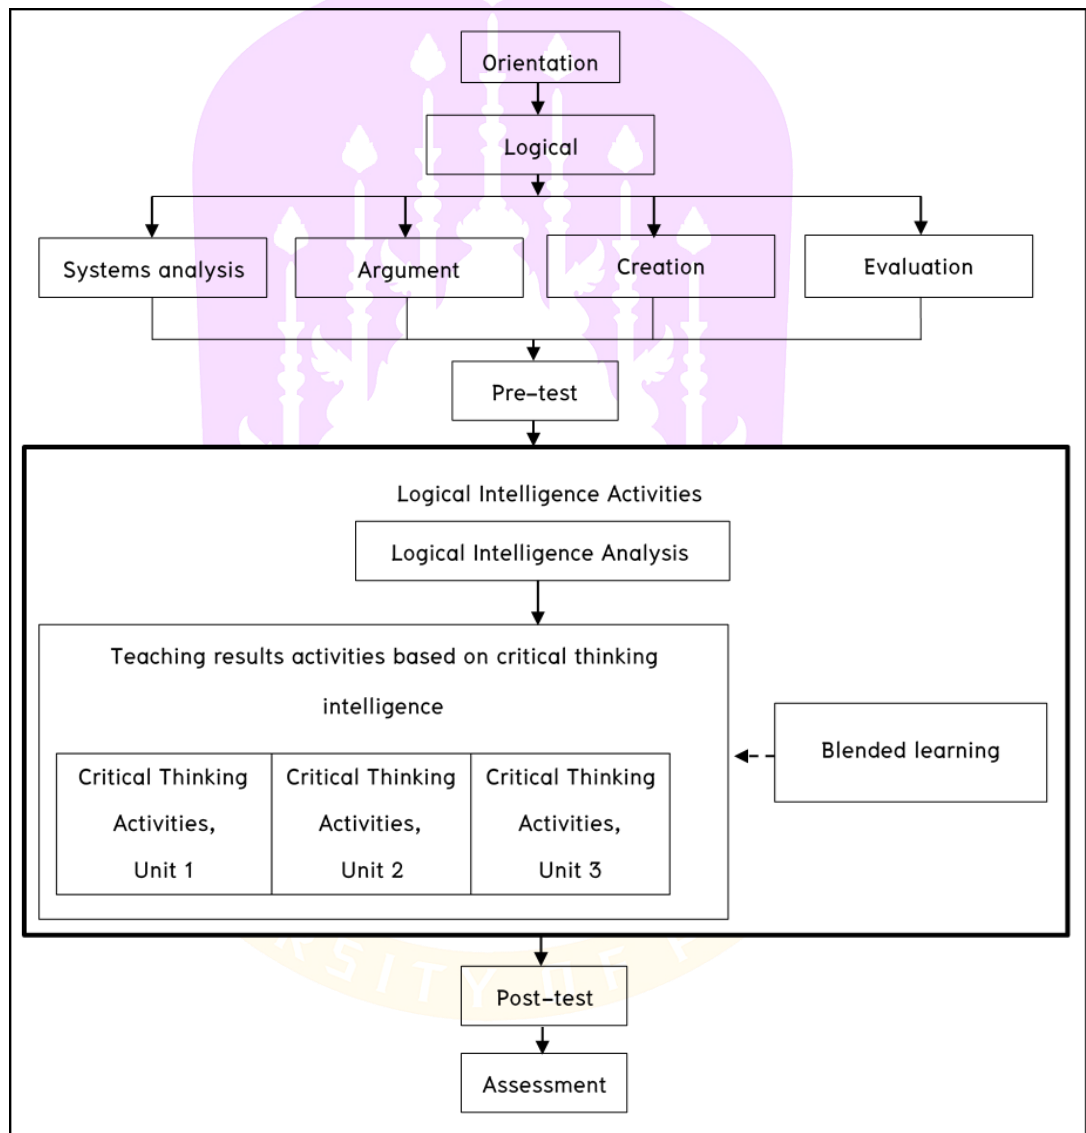 Orientation
Logical
Systems analysis
Argument
Creation
Evaluation
Pre-test
Logical Intelligence Activities
Logical Intelligence Analysis
Teaching results activities based on critical thinking
intelligence
Critical Thinking
Activities,
Unit 1
Critical Thinking
Activities,
Unit 2
Critical Thinking
Activities,
Unit 3
Blended learning
RSITY OF
Post-test
Assessment